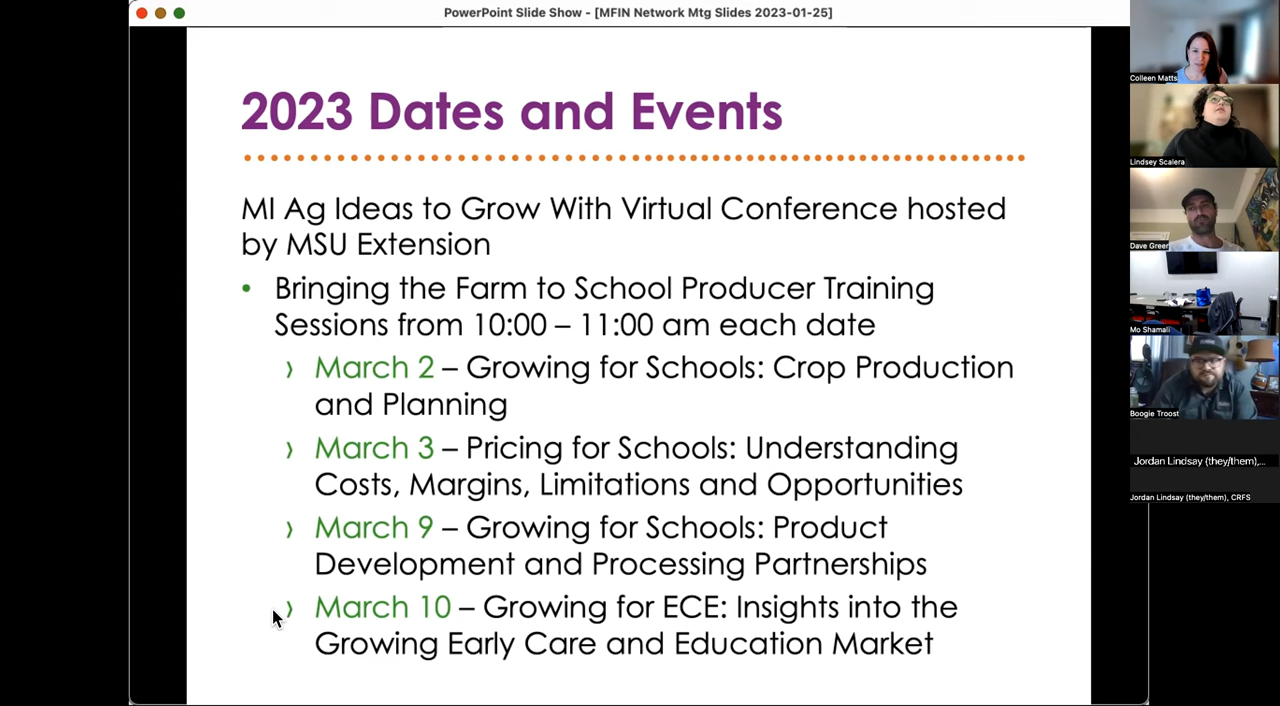 PowerPoint Slide Show - [MFIN Network Mtg Slides 2023-01-25]
2023 Dates and Events
MI Ag Ideas to Grow With Virtual Conference hosted
by MSU Extension
• Bringing the Farm to School Producer Training
Sessions from 10:00 – 11:00 am each date
› March 2 – Growing for Schools: Crop Production
and Planning
› March 3 – Pricing for Schools: Understanding
Costs, Margins, Limitations and Opportunities
› March 9 – Growing for Schools: Product
Development and Processing Partnerships
› March 10 – Growing for ECE: Insights into the
Growing Early Care and Education Market
Colleen Matts
Lindsey Scalera
Dave Greer
Mo Shamali
Boogie Troost
Jordan Lindsay (they/them),...
Jordan Lindsay (they/them), CRFS